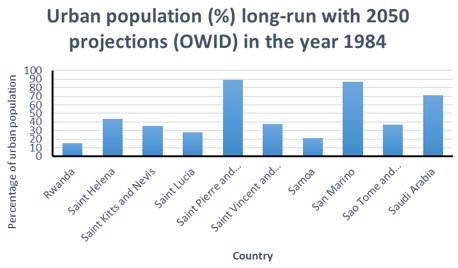 Urban population (%) long-run with 2050
projections (OWID) in the year 1984
Percentage of urban population
100
90
80
70
60
50
40
30
20
10
0
Rwanda
Saint Helena
Saint Kitts and Nevis
Saint Lucia
Saint Pierre and...
Saint Vincent and...
Samoa
San Marino
Sao Tome and...
Saudi Arabia
Country